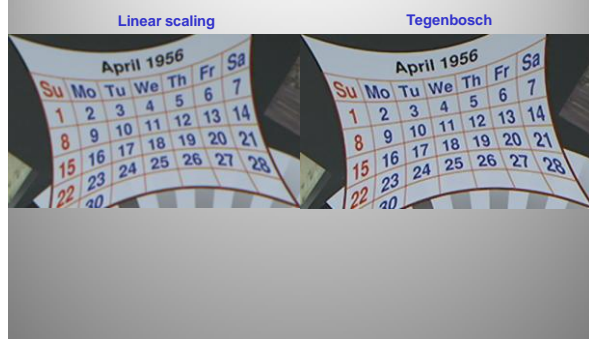 Linear scaling
Tegenbosch
April 1956
Su Mo Tu We Th Fr Sa
1 2 3 4 5 6 7
8 9 10 11 12 13 14
15 16 17 18 19 20 21
22 23 24 25 26 27 28
30
April 1956
Su Mo Tu We Th Fr Sa
1 2 3 4 5 6 7
8 9 10 11 12 13 14
15 16 17 18 19 20 21
22 23 24 25 26 27 28
30